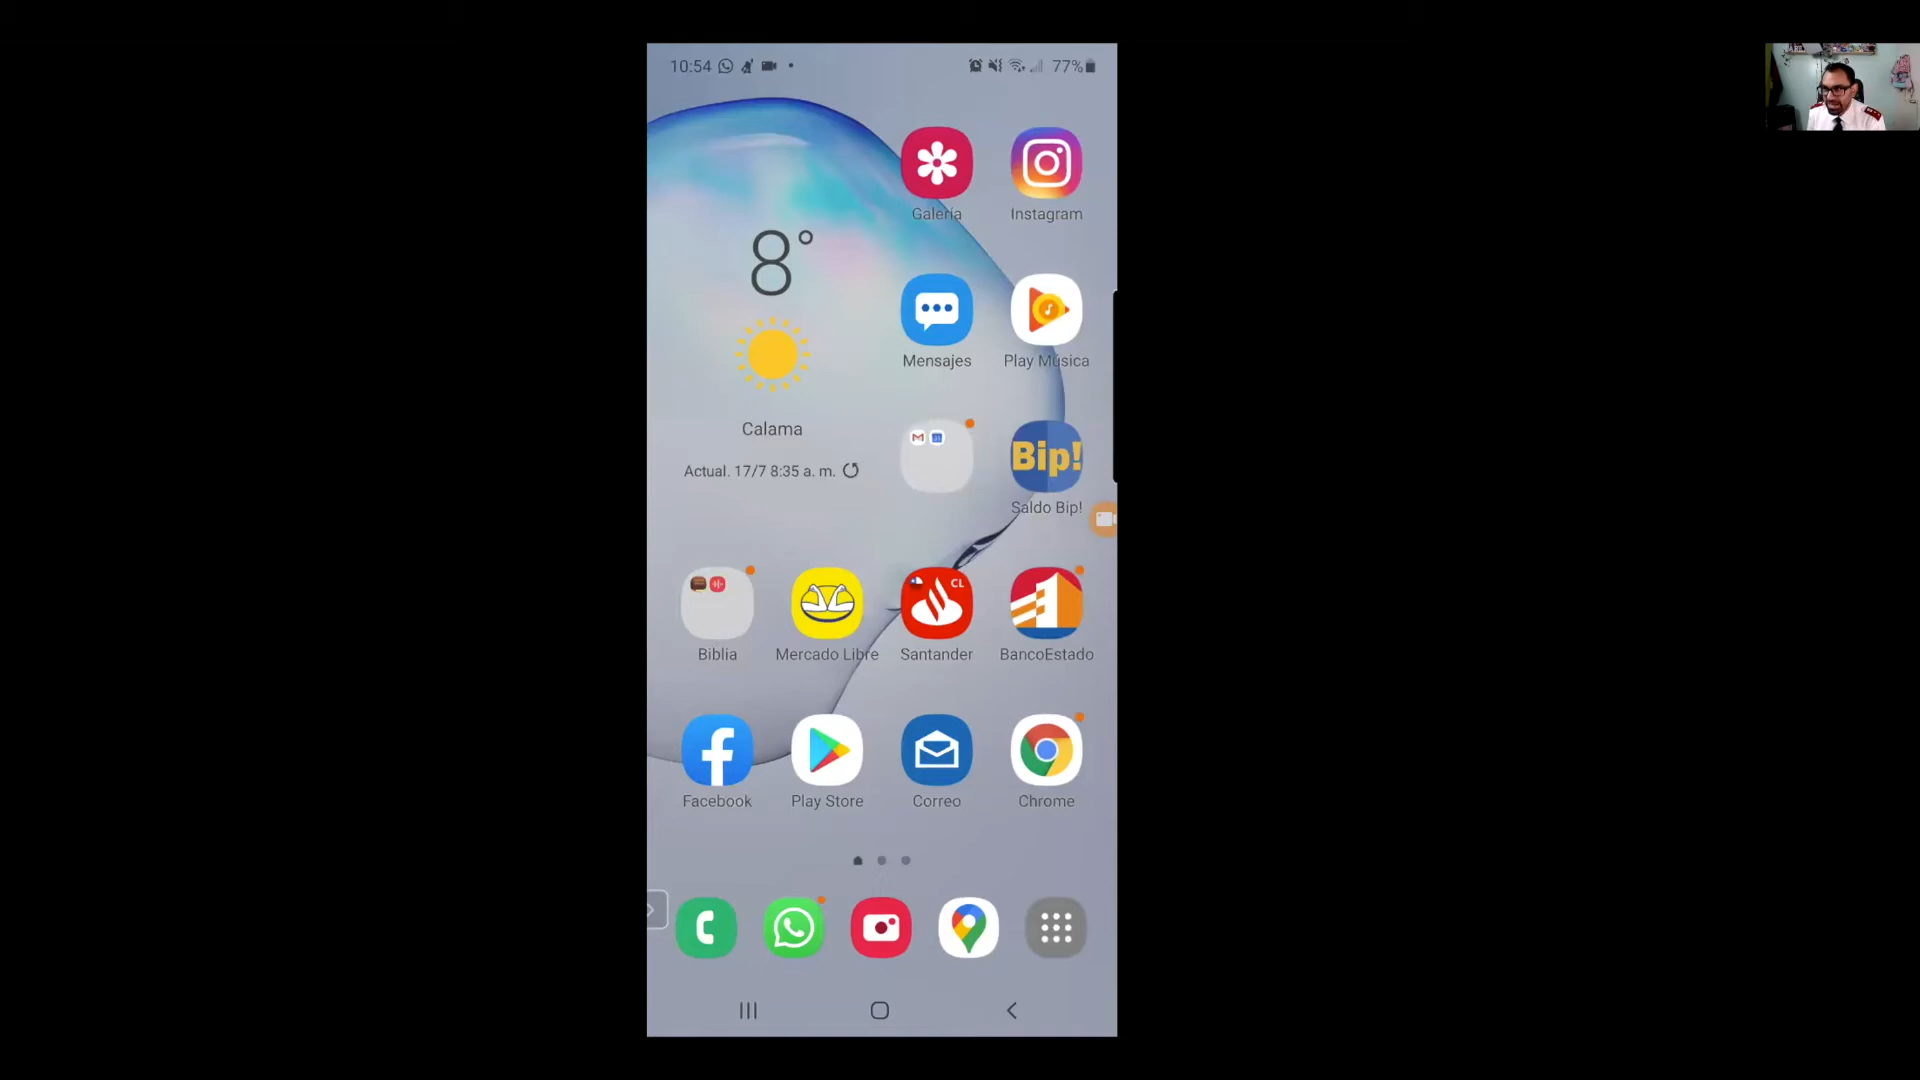 10:54
77%
Galería
Instagram
8°
Mensajes
Play Música
Calama
Actual. 17/7 8:35 a. m.
Bip!
Saldo Bip!
CL
Biblia
Mercado Libre
Santander
BancoEstado
Facebook
Play Store
Correo
Chrome